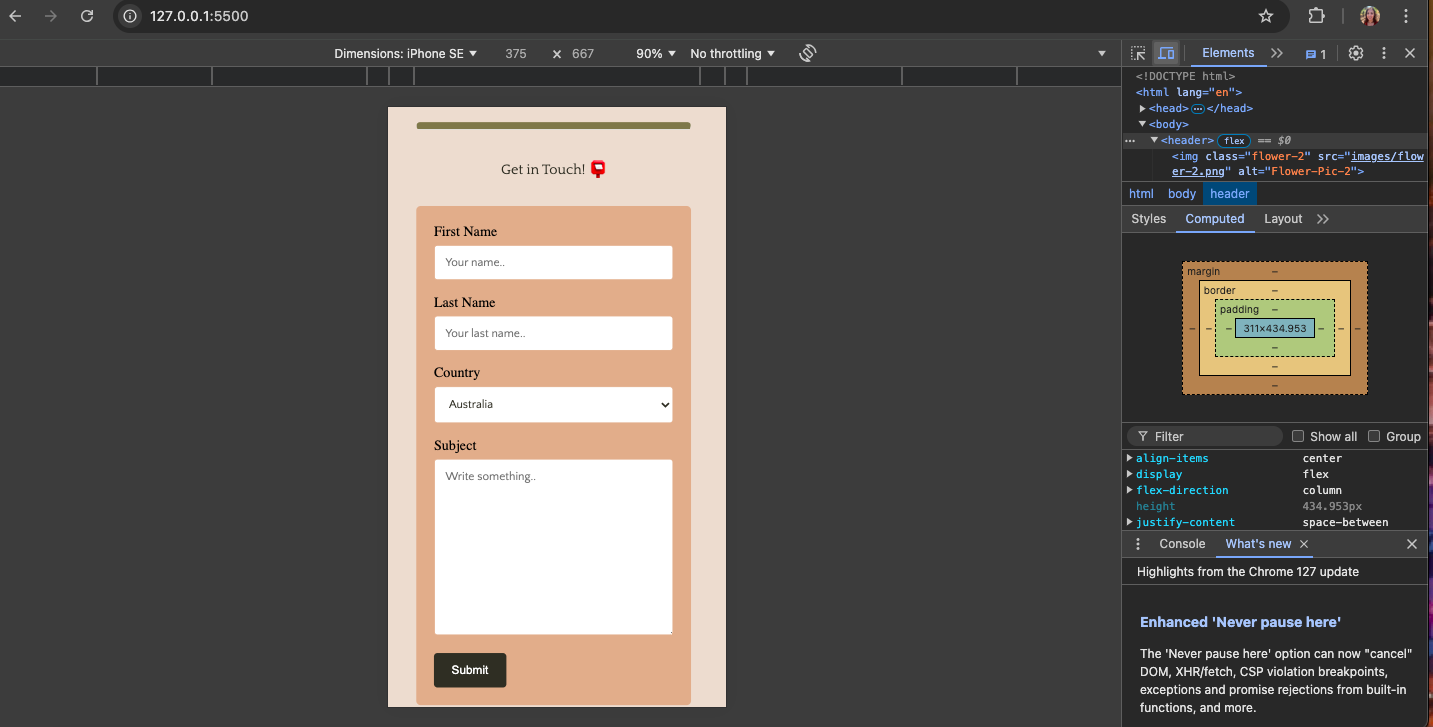 127.0.0.1:5500
Dimensions: iPhone SE 375 × 667 90% No throttling
Elements 1
<!DOCTYPE html>
<html lang="en">
<head> ⋯ </head>
<body>
<header> flex == $0
<img class="flower-2" src="images/flow
er-2.png" alt="Flower-Pic-2">
html body header
Styles Computed Layout
margin –
border –
padding –
– – – 311×434.953 – – –
–
–
–
Filter Show all Group
align-items center
display flex
flex-direction column
height 434.953px
justify-content space-between
Console What's new
Highlights from the Chrome 127 update
Enhanced 'Never pause here'
The 'Never pause here' option can now "cancel"
DOM, XHR/fetch, CSP violation breakpoints,
exceptions and promise rejections from built-in
functions, and more.
Get in Touch!
First Name
Your name..
Last Name
Your last name..
Country
Australia
Subject
Write something..
Submit